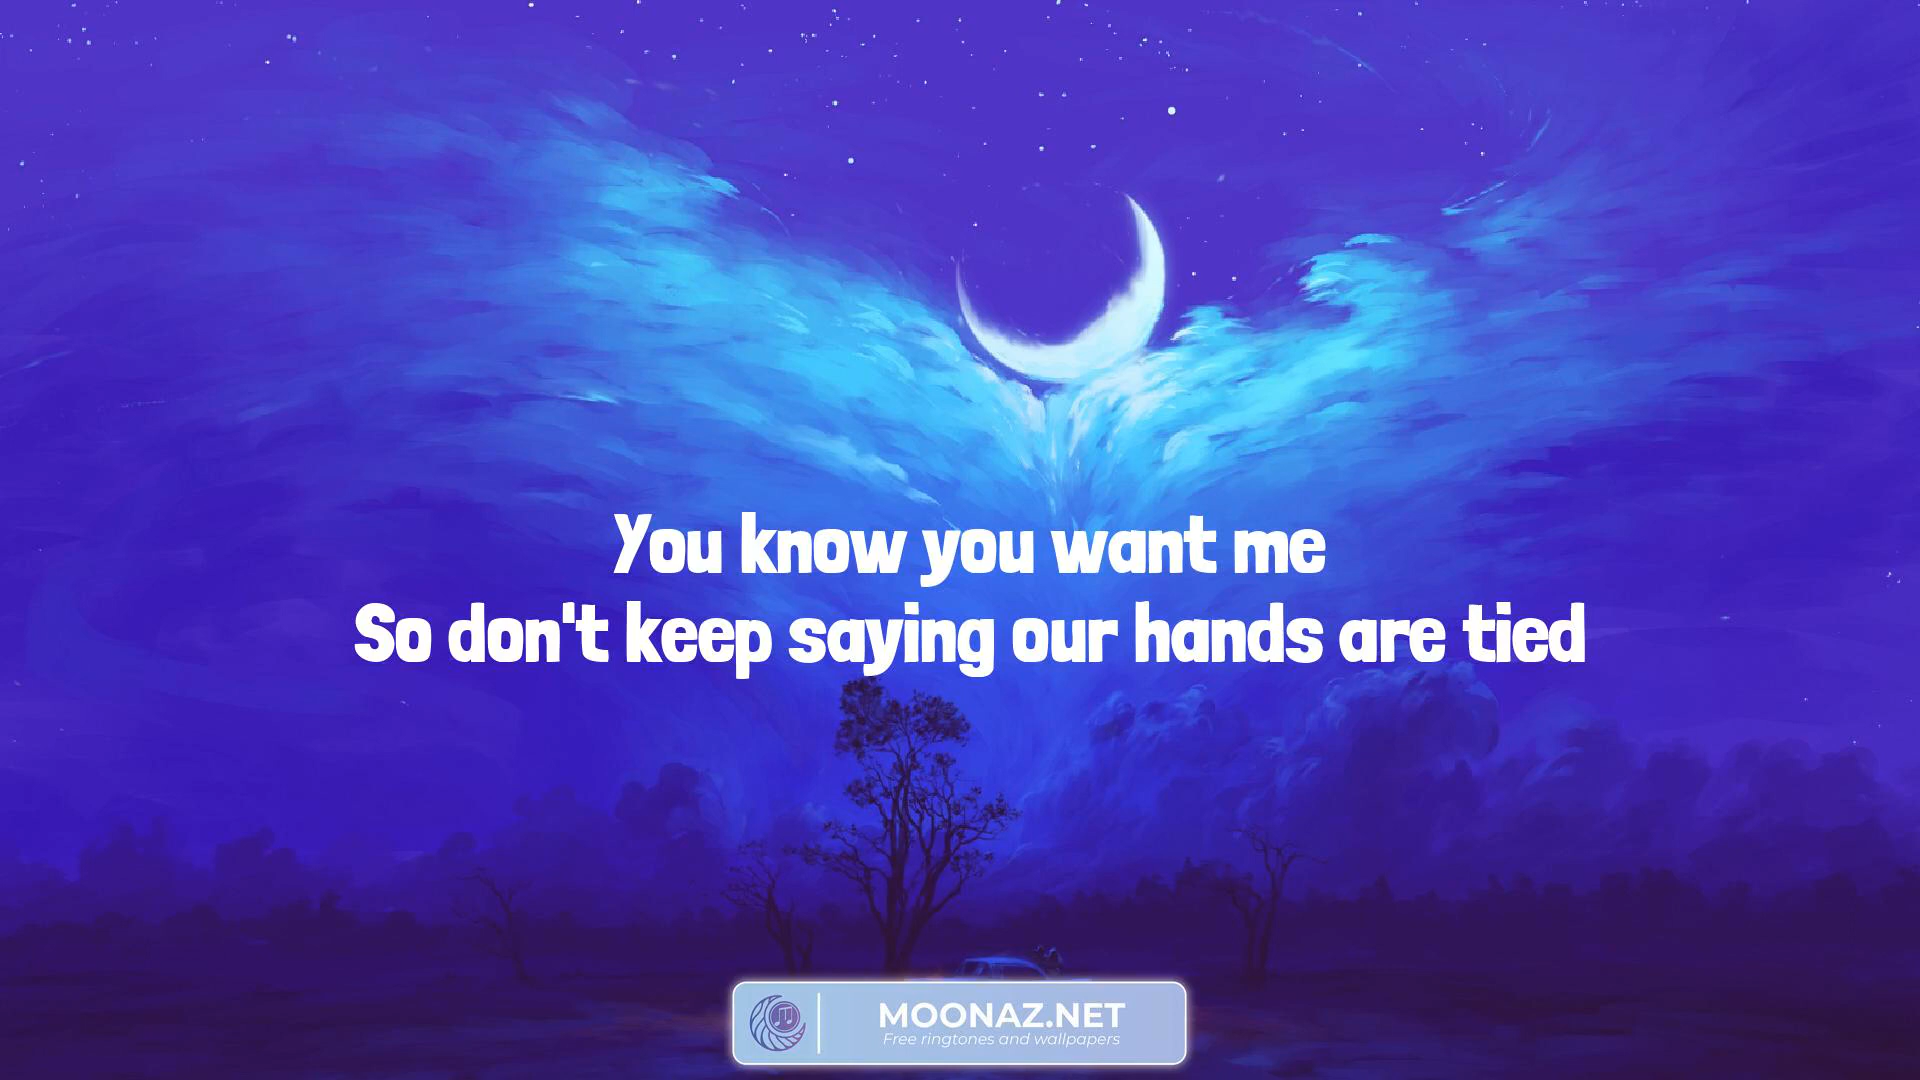 You know you want me
So don't keep saying our hands are tied
MOONAZ.NET
Free ringtones and wallpapers